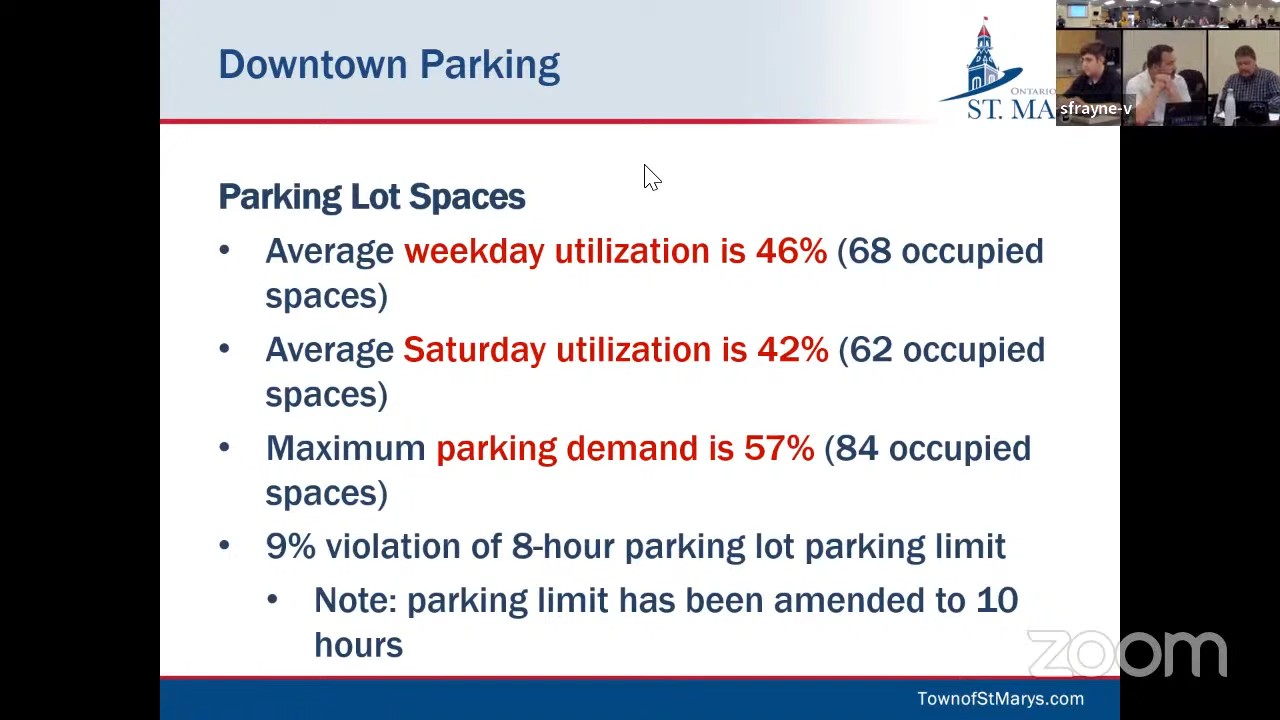 Downtown Parking
ONTARIO
ST. MA
sfrayne-v
Parking Lot Spaces
• Average weekday utilization is 46% (68 occupied
spaces)
• Average Saturday utilization is 42% (62 occupied
spaces)
• Maximum parking demand is 57% (84 occupied
spaces)
• 9% violation of 8-hour parking lot parking limit
• Note: parking limit has been amended to 10
hours
zoom
TownofStMarys.com